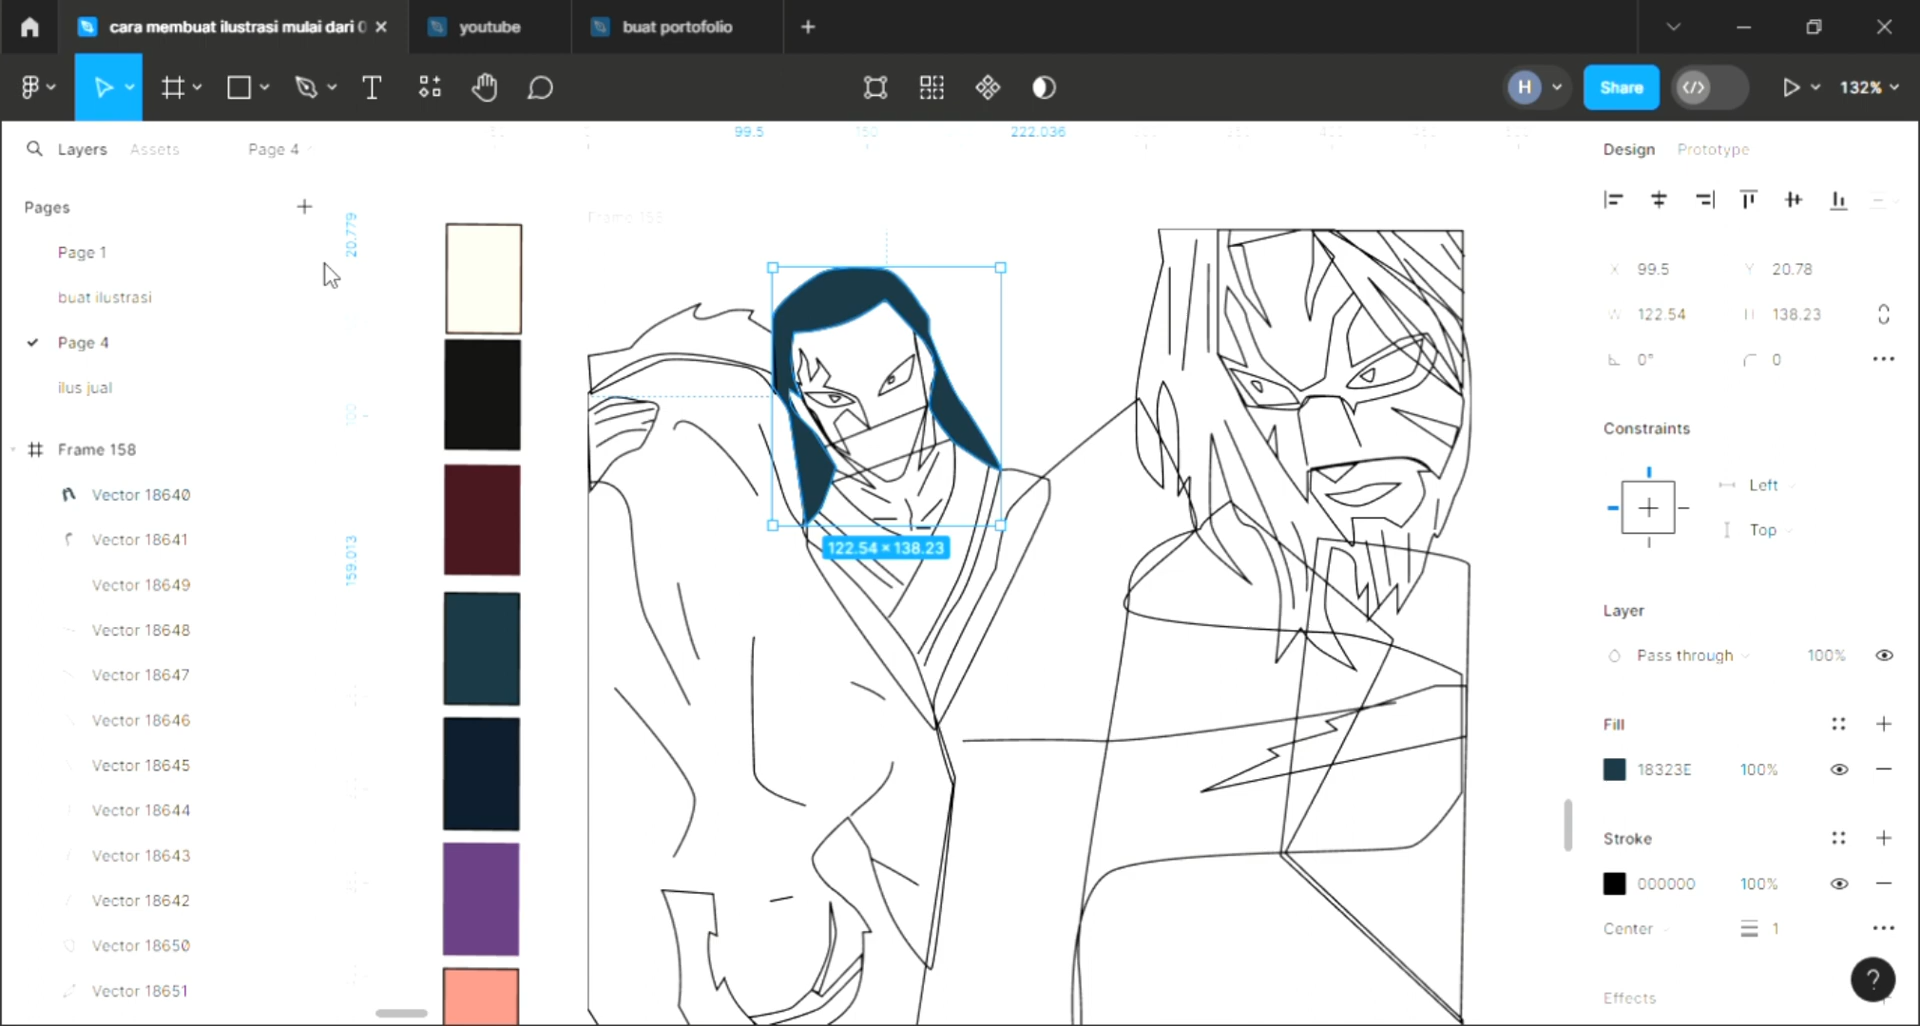 cara membuat ilustrasi mulai dari 0
youtube
buat portofolio
H
Share
132%
Layers
Assets
Page 4
99.5
150
222.036
Design
Prototype
Pages
Page 1
buat ilustrasi
Page 4
ilus jual
Frame 158
Vector 18640
Vector 18641
Vector 18649
Vector 18648
Vector 18647
Vector 18646
Vector 18645
Vector 18644
Vector 18643
Vector 18642
Vector 18650
Vector 18651
20.779
100
159.013
Frame 158
122.54 × 138.23
X 99.5
Y 20.78
W 122.54
H 138.23
0°
0
Constraints
Left
Top
Layer
Pass through
100%
Fill
18323E
100%
Stroke
000000
100%
Center
1
Effects
?